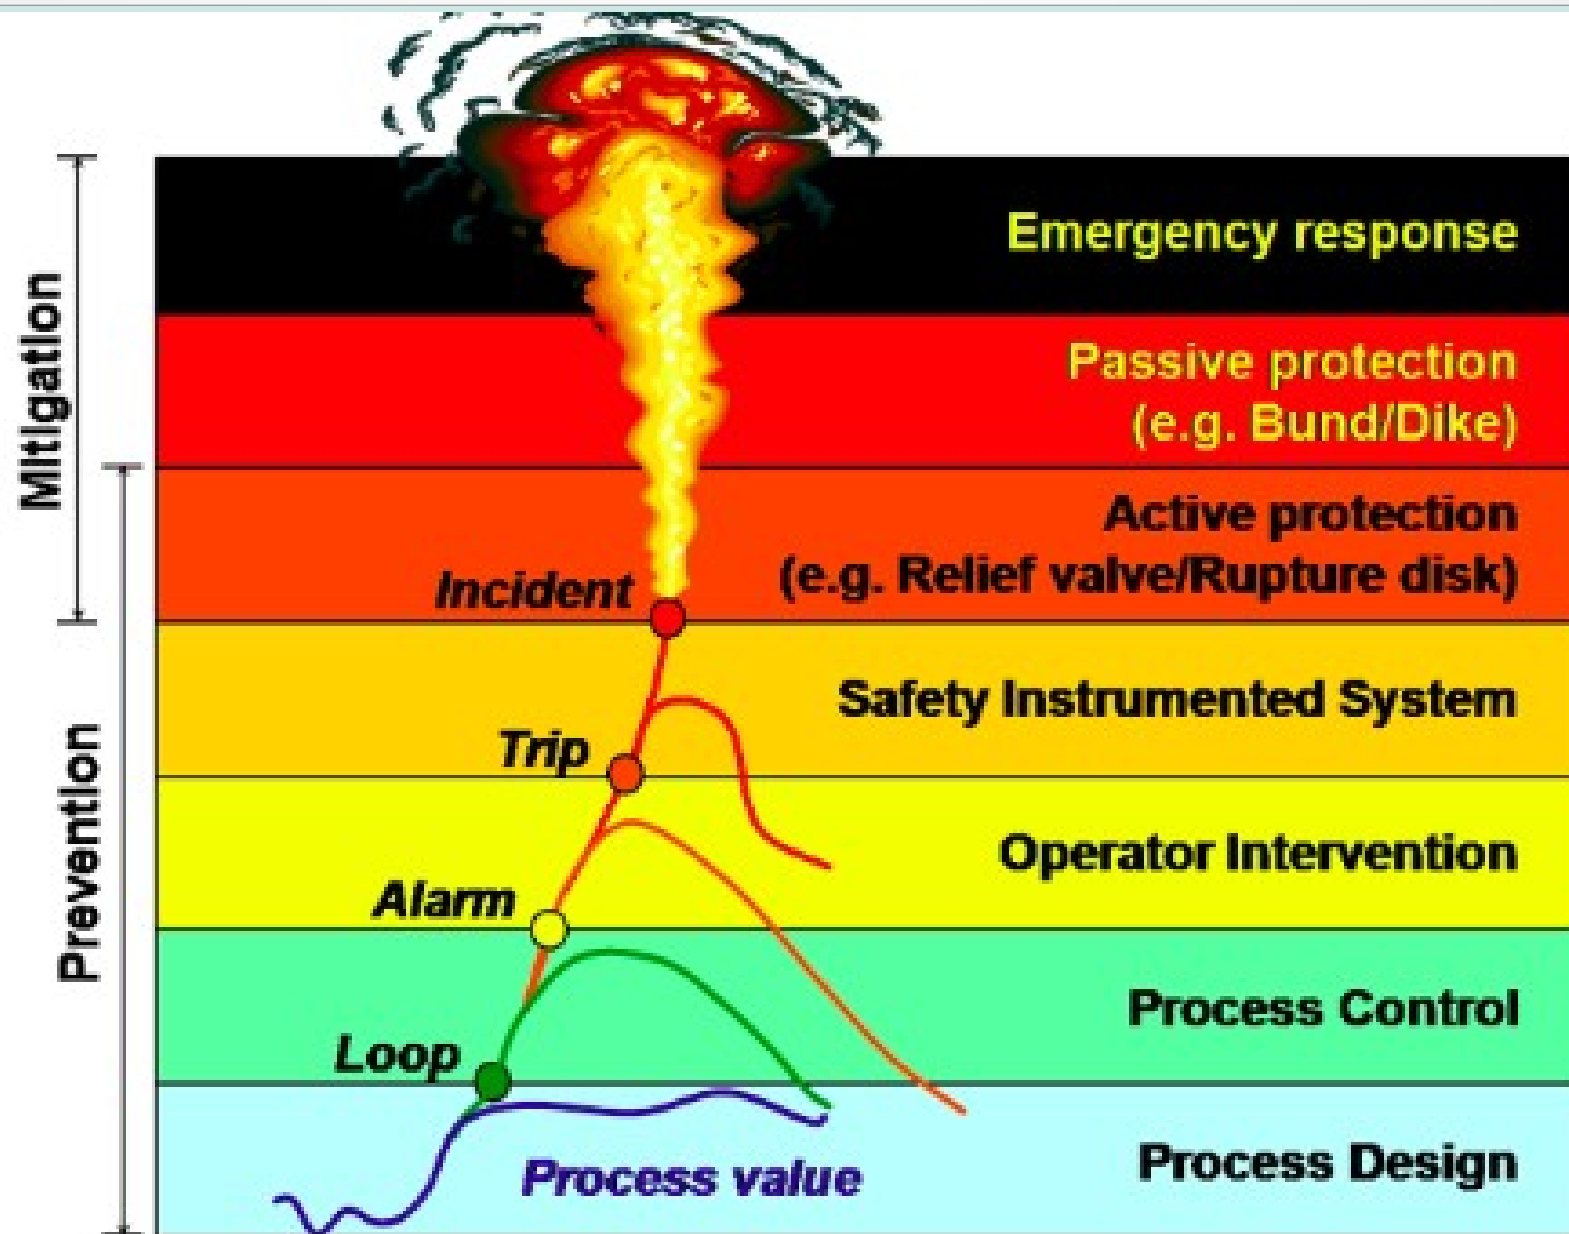 Emergency response
Passive protection
(e.g. Bund/Dike)
Active protection
(e.g. Relief valve/Rupture disk)
Incident
Safety Instrumented System
Trip
Operator Intervention
Alarm
Process Control
Loop
Process Design
Process value
Mitigation
Prevention